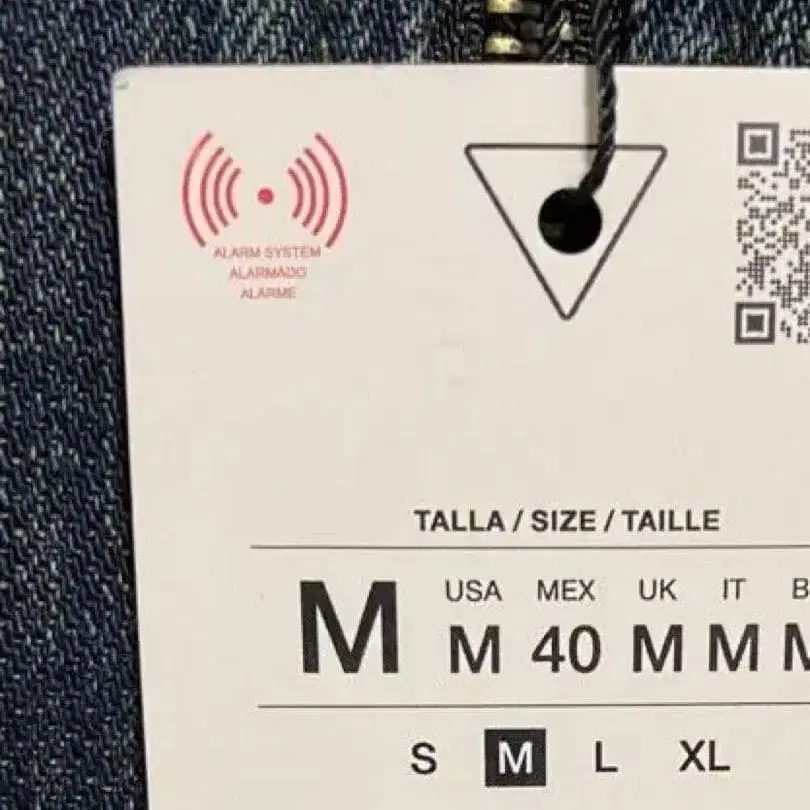 ALARM SYSTEM
ALARMADO
ALARME
TALLA / SIZE / TAILLE
M
USA MEX UK IT
M 40 M M M
S M L XL